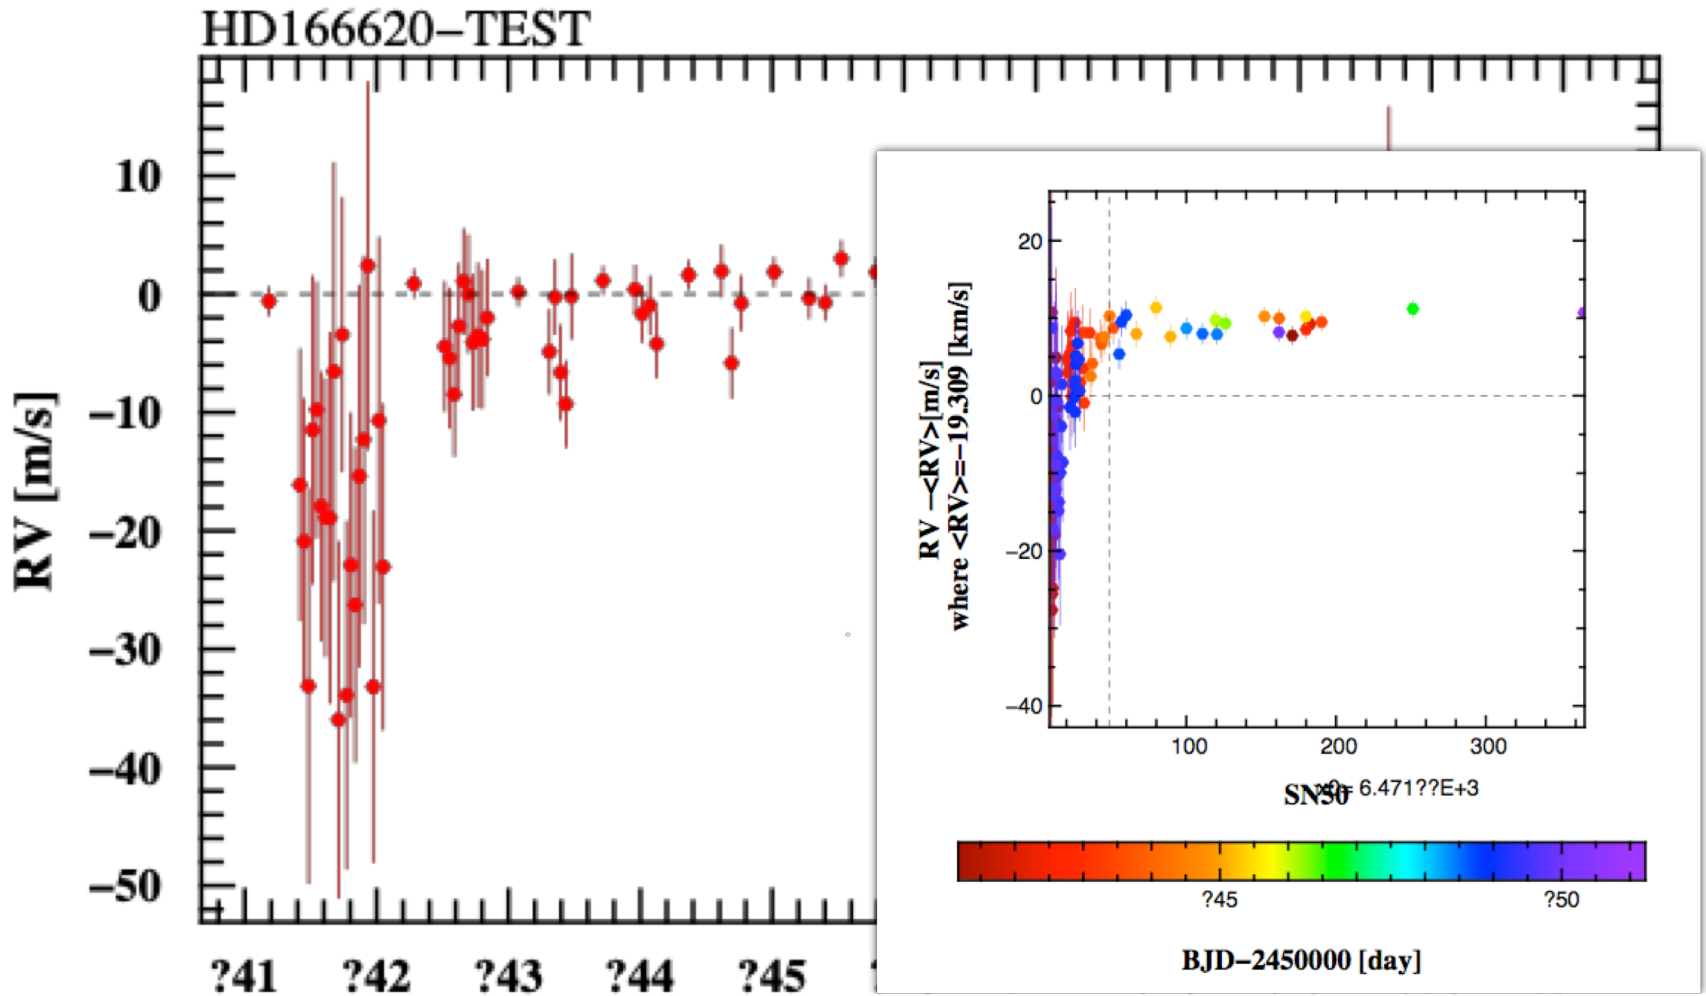 HD166620−TEST
10
0
−10
−20
−30
−40
−50
RV [m/s]
?41 ?42 ?43 ?44 ?45
20
0
−20
−40
RV −<RV>[m/s]
where <RV>=−19.309 [km/s]
100 200 300
SN50
6.471??E+3
?45 ?50
BJD−2450000 [day]